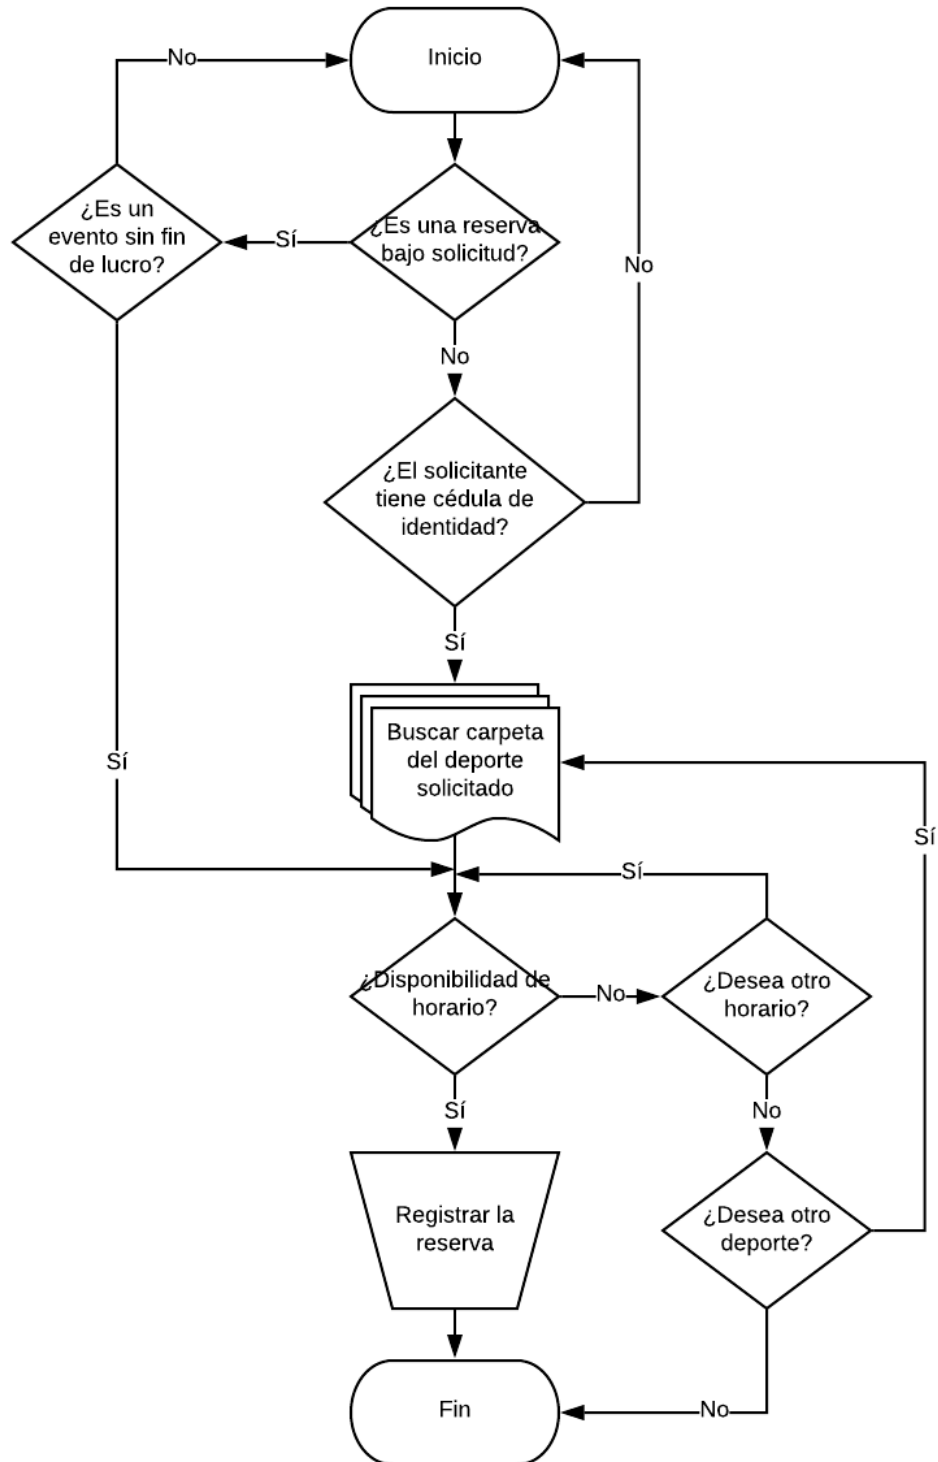 No
Inicio
¿Es un
evento sin fin
de lucro?
Sí
¿Es una reserva
bajo solicitud?
No
No
¿El solicitante
tiene cédula de
identidad?
Sí
Buscar carpeta
del deporte
solicitado
Sí
Sí
Sí
¿Disponibilidad de
horario?
No
¿Desea otro
horario?
Sí
No
Registrar la
reserva
¿Desea otro
deporte?
Fin
No